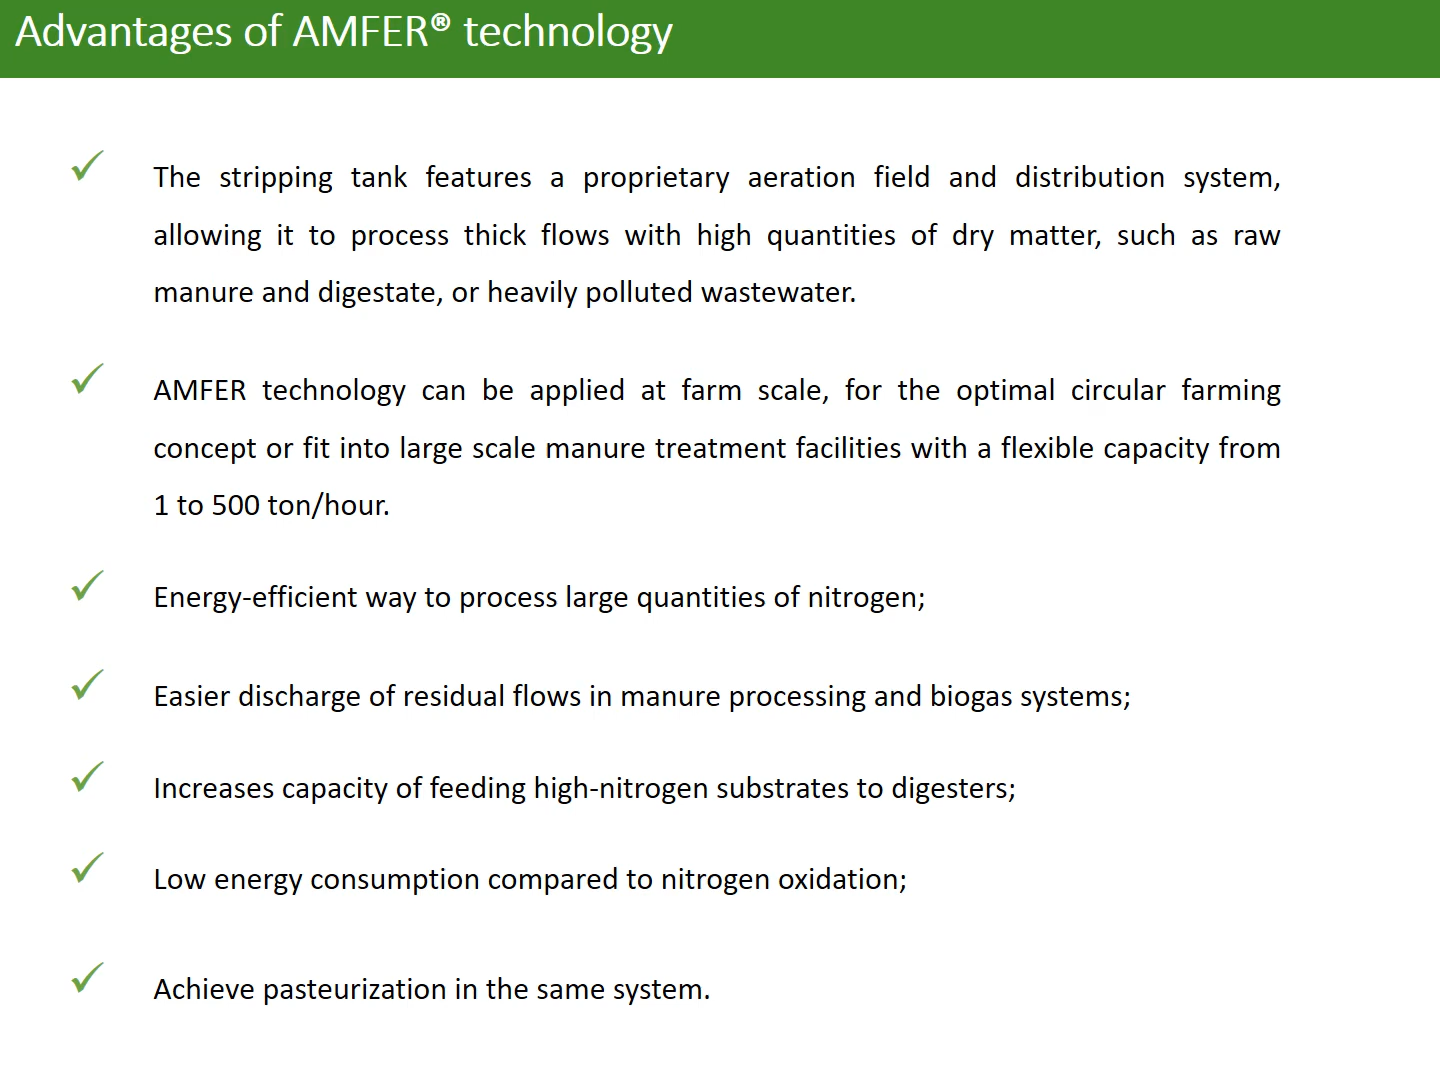 Advantages of AMFER® technology
✓ The stripping tank features a proprietary aeration field and distribution system,
allowing it to process thick flows with high quantities of dry matter, such as raw
manure and digestate, or heavily polluted wastewater.
✓ AMFER technology can be applied at farm scale, for the optimal circular farming
concept or fit into large scale manure treatment facilities with a flexible capacity from
1 to 500 ton/hour.
✓ Energy-efficient way to process large quantities of nitrogen;
✓ Easier discharge of residual flows in manure processing and biogas systems;
✓ Increases capacity of feeding high-nitrogen substrates to digesters;
✓ Low energy consumption compared to nitrogen oxidation;
✓ Achieve pasteurization in the same system.